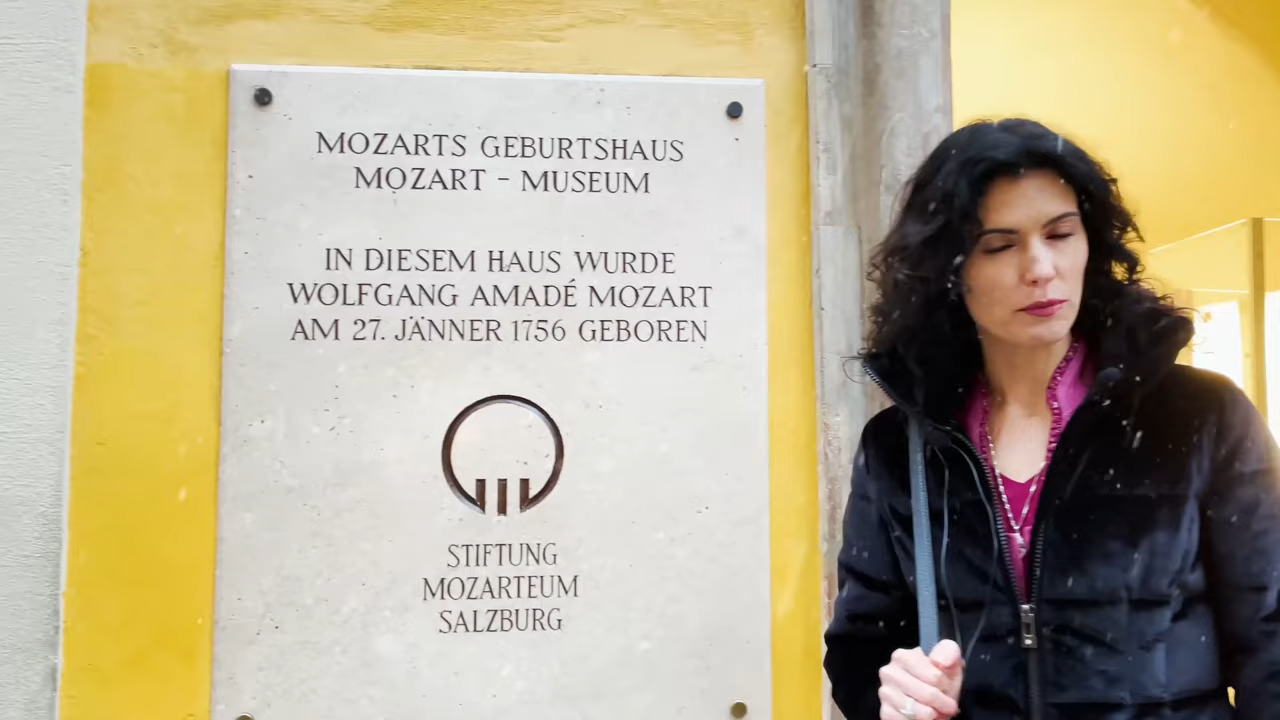 MOZARTS GEBURTSHAUS
MOZART - MUSEUM
IN DIESEM HAUS WURDE
WOLFGANG AMADÉ MOZART
AM 27. JÄNNER 1756 GEBOREN
STIFTUNG
MOZARTEUM
SALZBURG